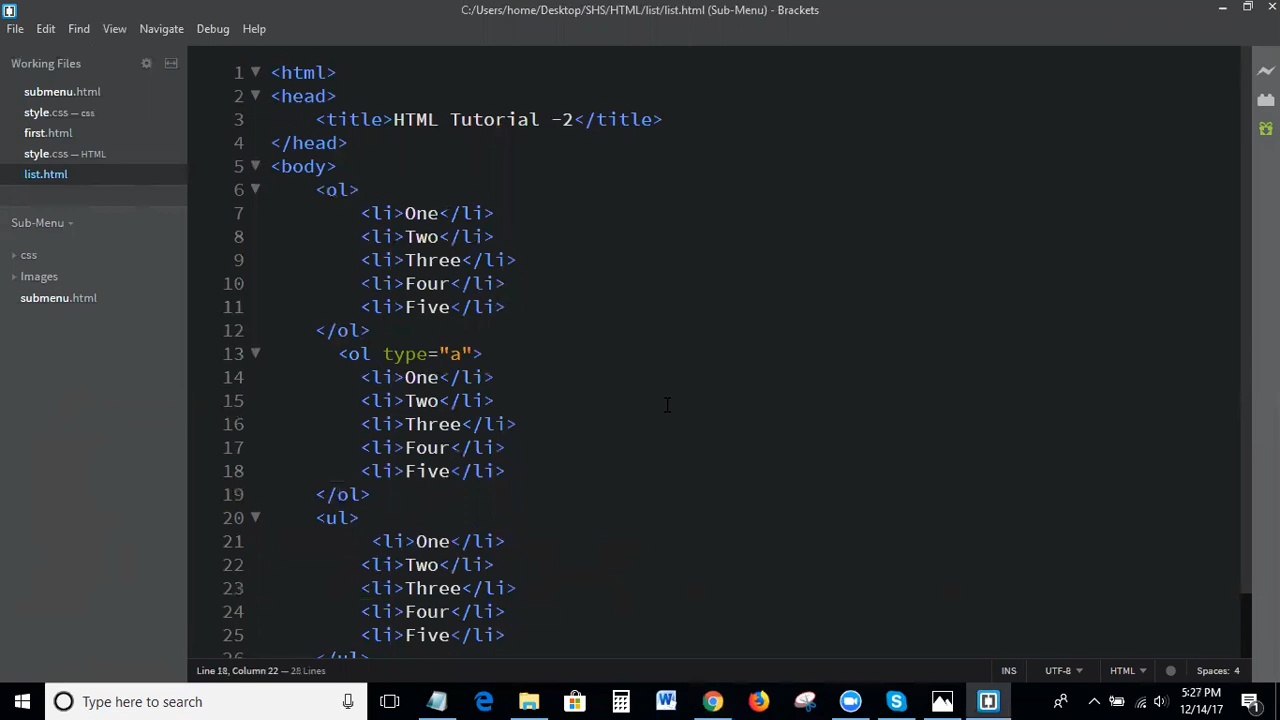 C:/Users/home/Desktop/SHS/HTML/list/list.html (Sub-Menu) - Brackets
File Edit Find View Navigate Debug Help
Working Files
submenu.html
style.css — css
first.html
style.css — HTML
list.html
Sub-Menu
css
Images
submenu.html
1 <html>
2 <head>
3 <title>HTML Tutorial -2</title>
4 </head>
5 <body>
6 <ol>
7 <li>One</li>
8 <li>Two</li>
9 <li>Three</li>
10 <li>Four</li>
11 <li>Five</li>
12 </ol>
13 <ol type="a">
14 <li>One</li>
15 <li>Two</li>
16 <li>Three</li>
17 <li>Four</li>
18 <li>Five</li>
19 </ol>
20 <ul>
21 <li>One</li>
22 <li>Two</li>
23 <li>Three</li>
24 <li>Four</li>
25 <li>Five</li>
26 </ul>
Line 18, Column 22 — 28 Lines
INS UTF-8 HTML Spaces: 4
Type here to search
5:27 PM
12/14/17